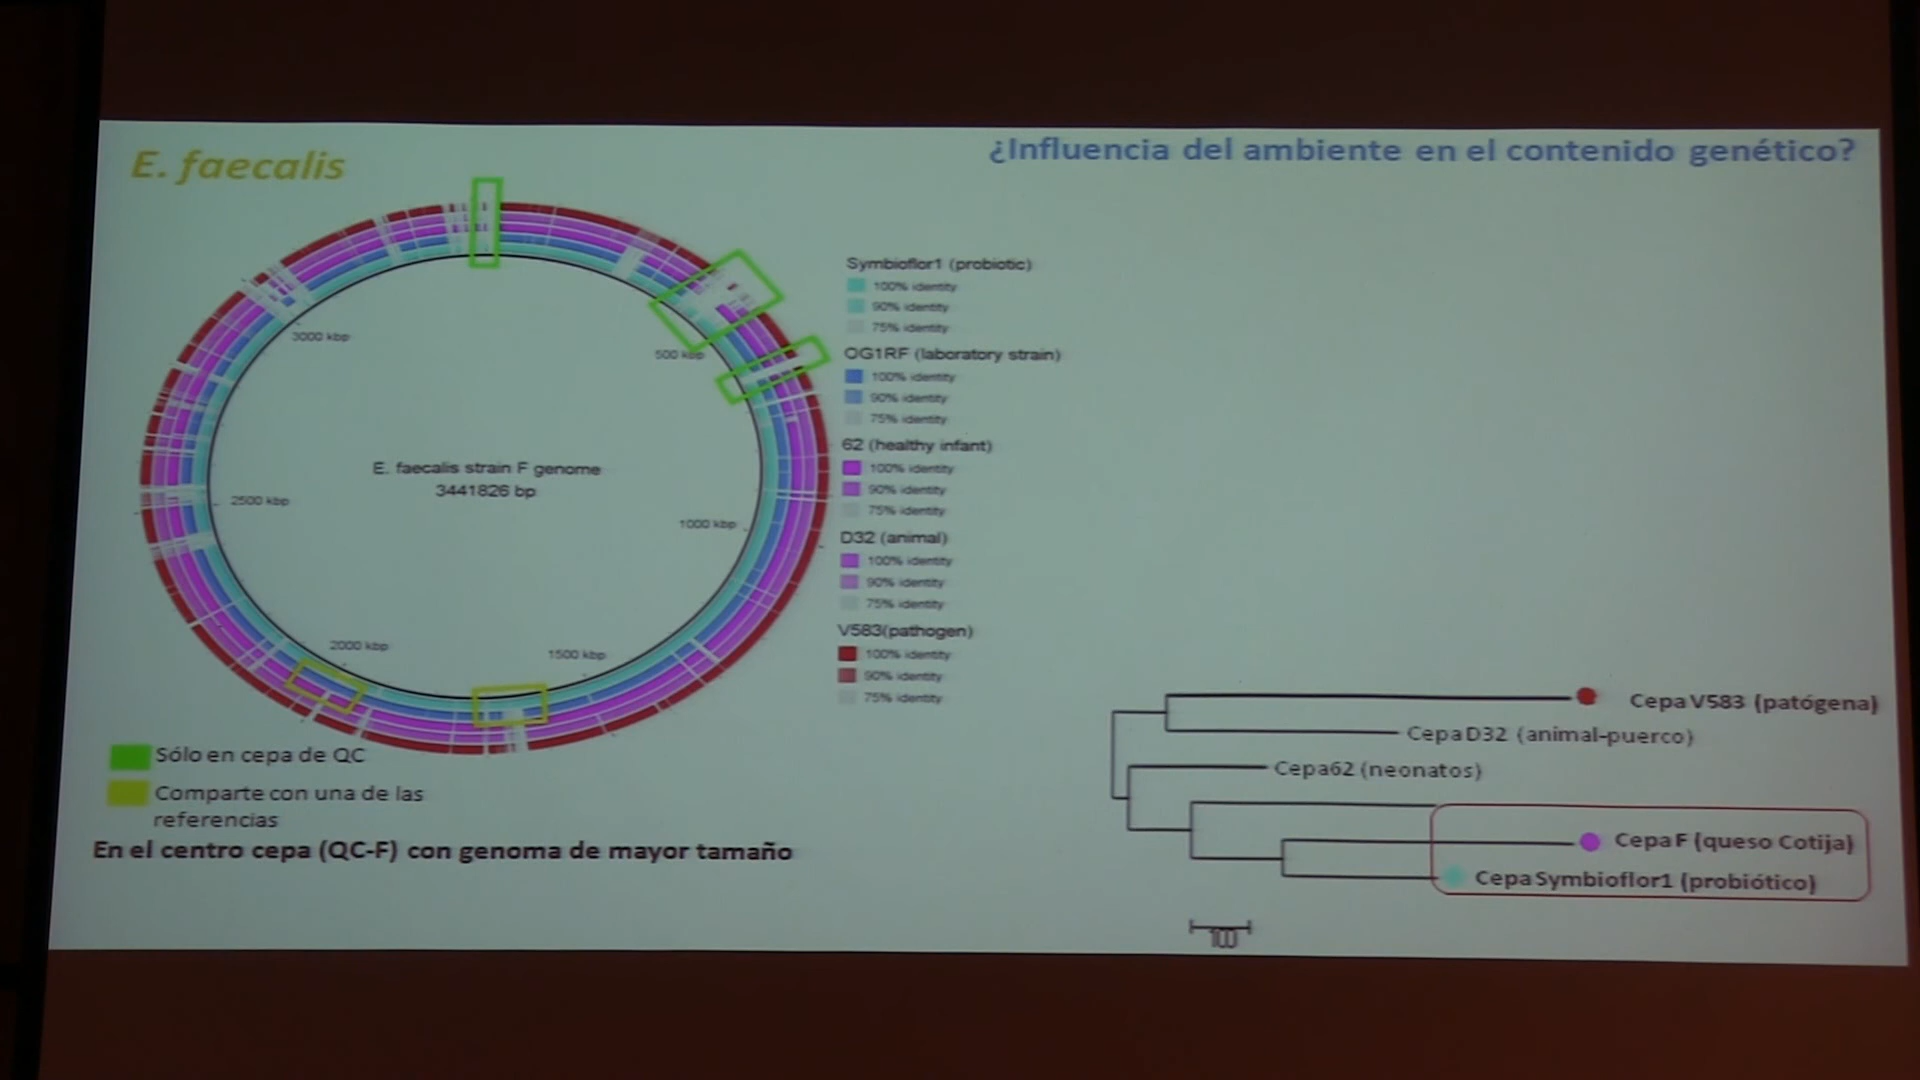 E. faecalis
¿Influencia del ambiente en el contenido genético?
3000 kbp
500 kbp
E. faecalis strain F genome
3441826 bp
2500 kbp
1000 kbp
2000 kbp
1500 kbp
Symbioflor1 (probiotic)
100% identity
90% identity
75% identity
OG1RF (laboratory strain)
100% identity
90% identity
75% identity
62 (healthy infant)
100% identity
90% identity
75% identity
D32 (animal)
100% identity
90% identity
75% identity
V583(pathogen)
100% identity
90% identity
75% identity
Sólo en cepa de QC
Comparte con una de las
referencias
En el centro cepa (QC-F) con genoma de mayor tamaño
Cepa V583 (patógena)
Cepa D32 (animal-puerco)
Cepa62 (neonatos)
Cepa F (queso Cotija)
Cepa Symbioflor1 (probiótico)
100